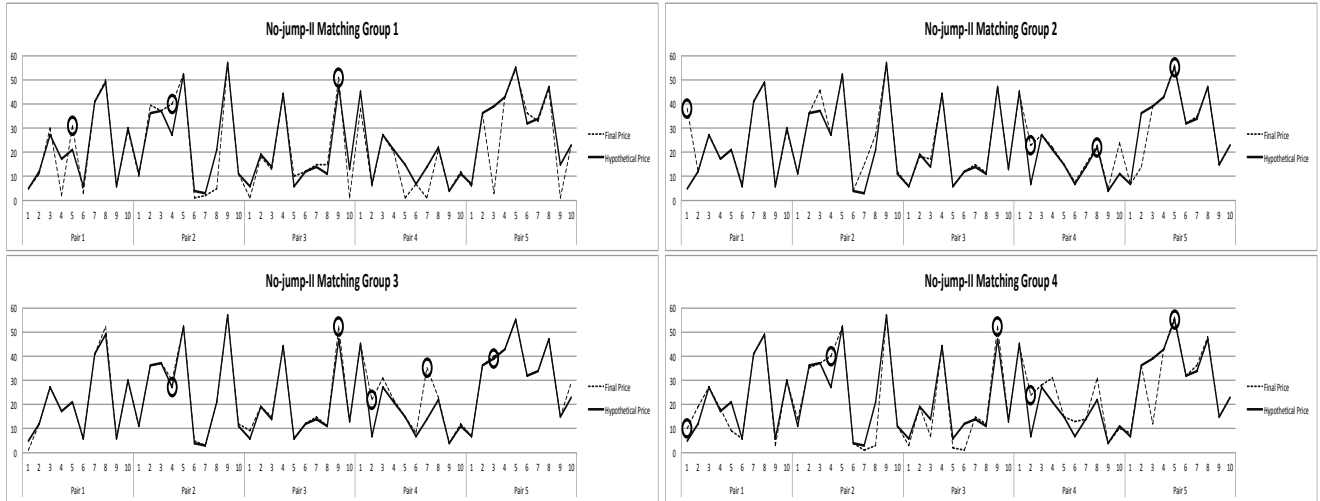 No-jump-II Matching Group 1
60
50
40
30
20
10
0
1 2 3 4 5 6 7 8 9 10 1 2 3 4 5 6 7 8 9 10 1 2 3 4 5 6 7 8 9 10 1 2 3 4 5 6 7 8 9 10 1 2 3 4 5 6 7 8 9 10
Pair 1 Pair 2 Pair 3 Pair 4 Pair 5
Final Price
Hypothetical Price
No-jump-II Matching Group 2
60
50
40
30
20
10
0
1 2 3 4 5 6 7 8 9 10 1 2 3 4 5 6 7 8 9 10 1 2 3 4 5 6 7 8 9 10 1 2 3 4 5 6 7 8 9 10 1 2 3 4 5 6 7 8 9 10
Pair 1 Pair 2 Pair 3 Pair 4 Pair 5
Final Price
Hypothetical Price
No-jump-II Matching Group 3
60
50
40
30
20
10
0
1 2 3 4 5 6 7 8 9 10 1 2 3 4 5 6 7 8 9 10 1 2 3 4 5 6 7 8 9 10 1 2 3 4 5 6 7 8 9 10 1 2 3 4 5 6 7 8 9 10
Pair 1 Pair 2 Pair 3 Pair 4 Pair 5
Final Price
Hypothetical Price
No-jump-II Matching Group 4
60
50
40
30
20
10
0
1 2 3 4 5 6 7 8 9 10 1 2 3 4 5 6 7 8 9 10 1 2 3 4 5 6 7 8 9 10 1 2 3 4 5 6 7 8 9 10 1 2 3 4 5 6 7 8 9 10
Pair 1 Pair 2 Pair 3 Pair 4 Pair 5
Final Price
Hypothetical Price